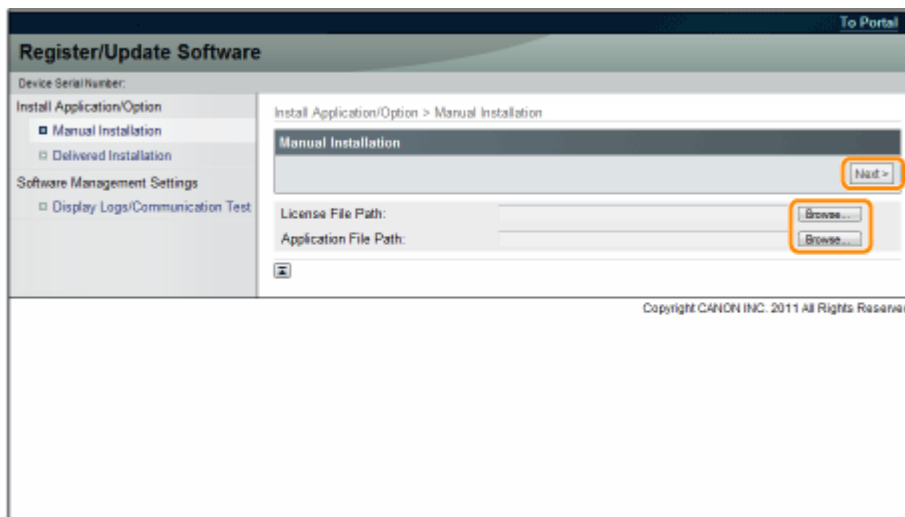 To Portal
Register/Update Software
Device Serial Number:
Install Application/Option
Manual Installation
Delivered Installation
Software Management Settings
Display Logs/Communication Test
Install Application/Option > Manual Installation
Manual Installation
Next >
License File Path:
Browse...
Application File Path:
Browse...
Copyright CANON INC. 2011 All Rights Reserve